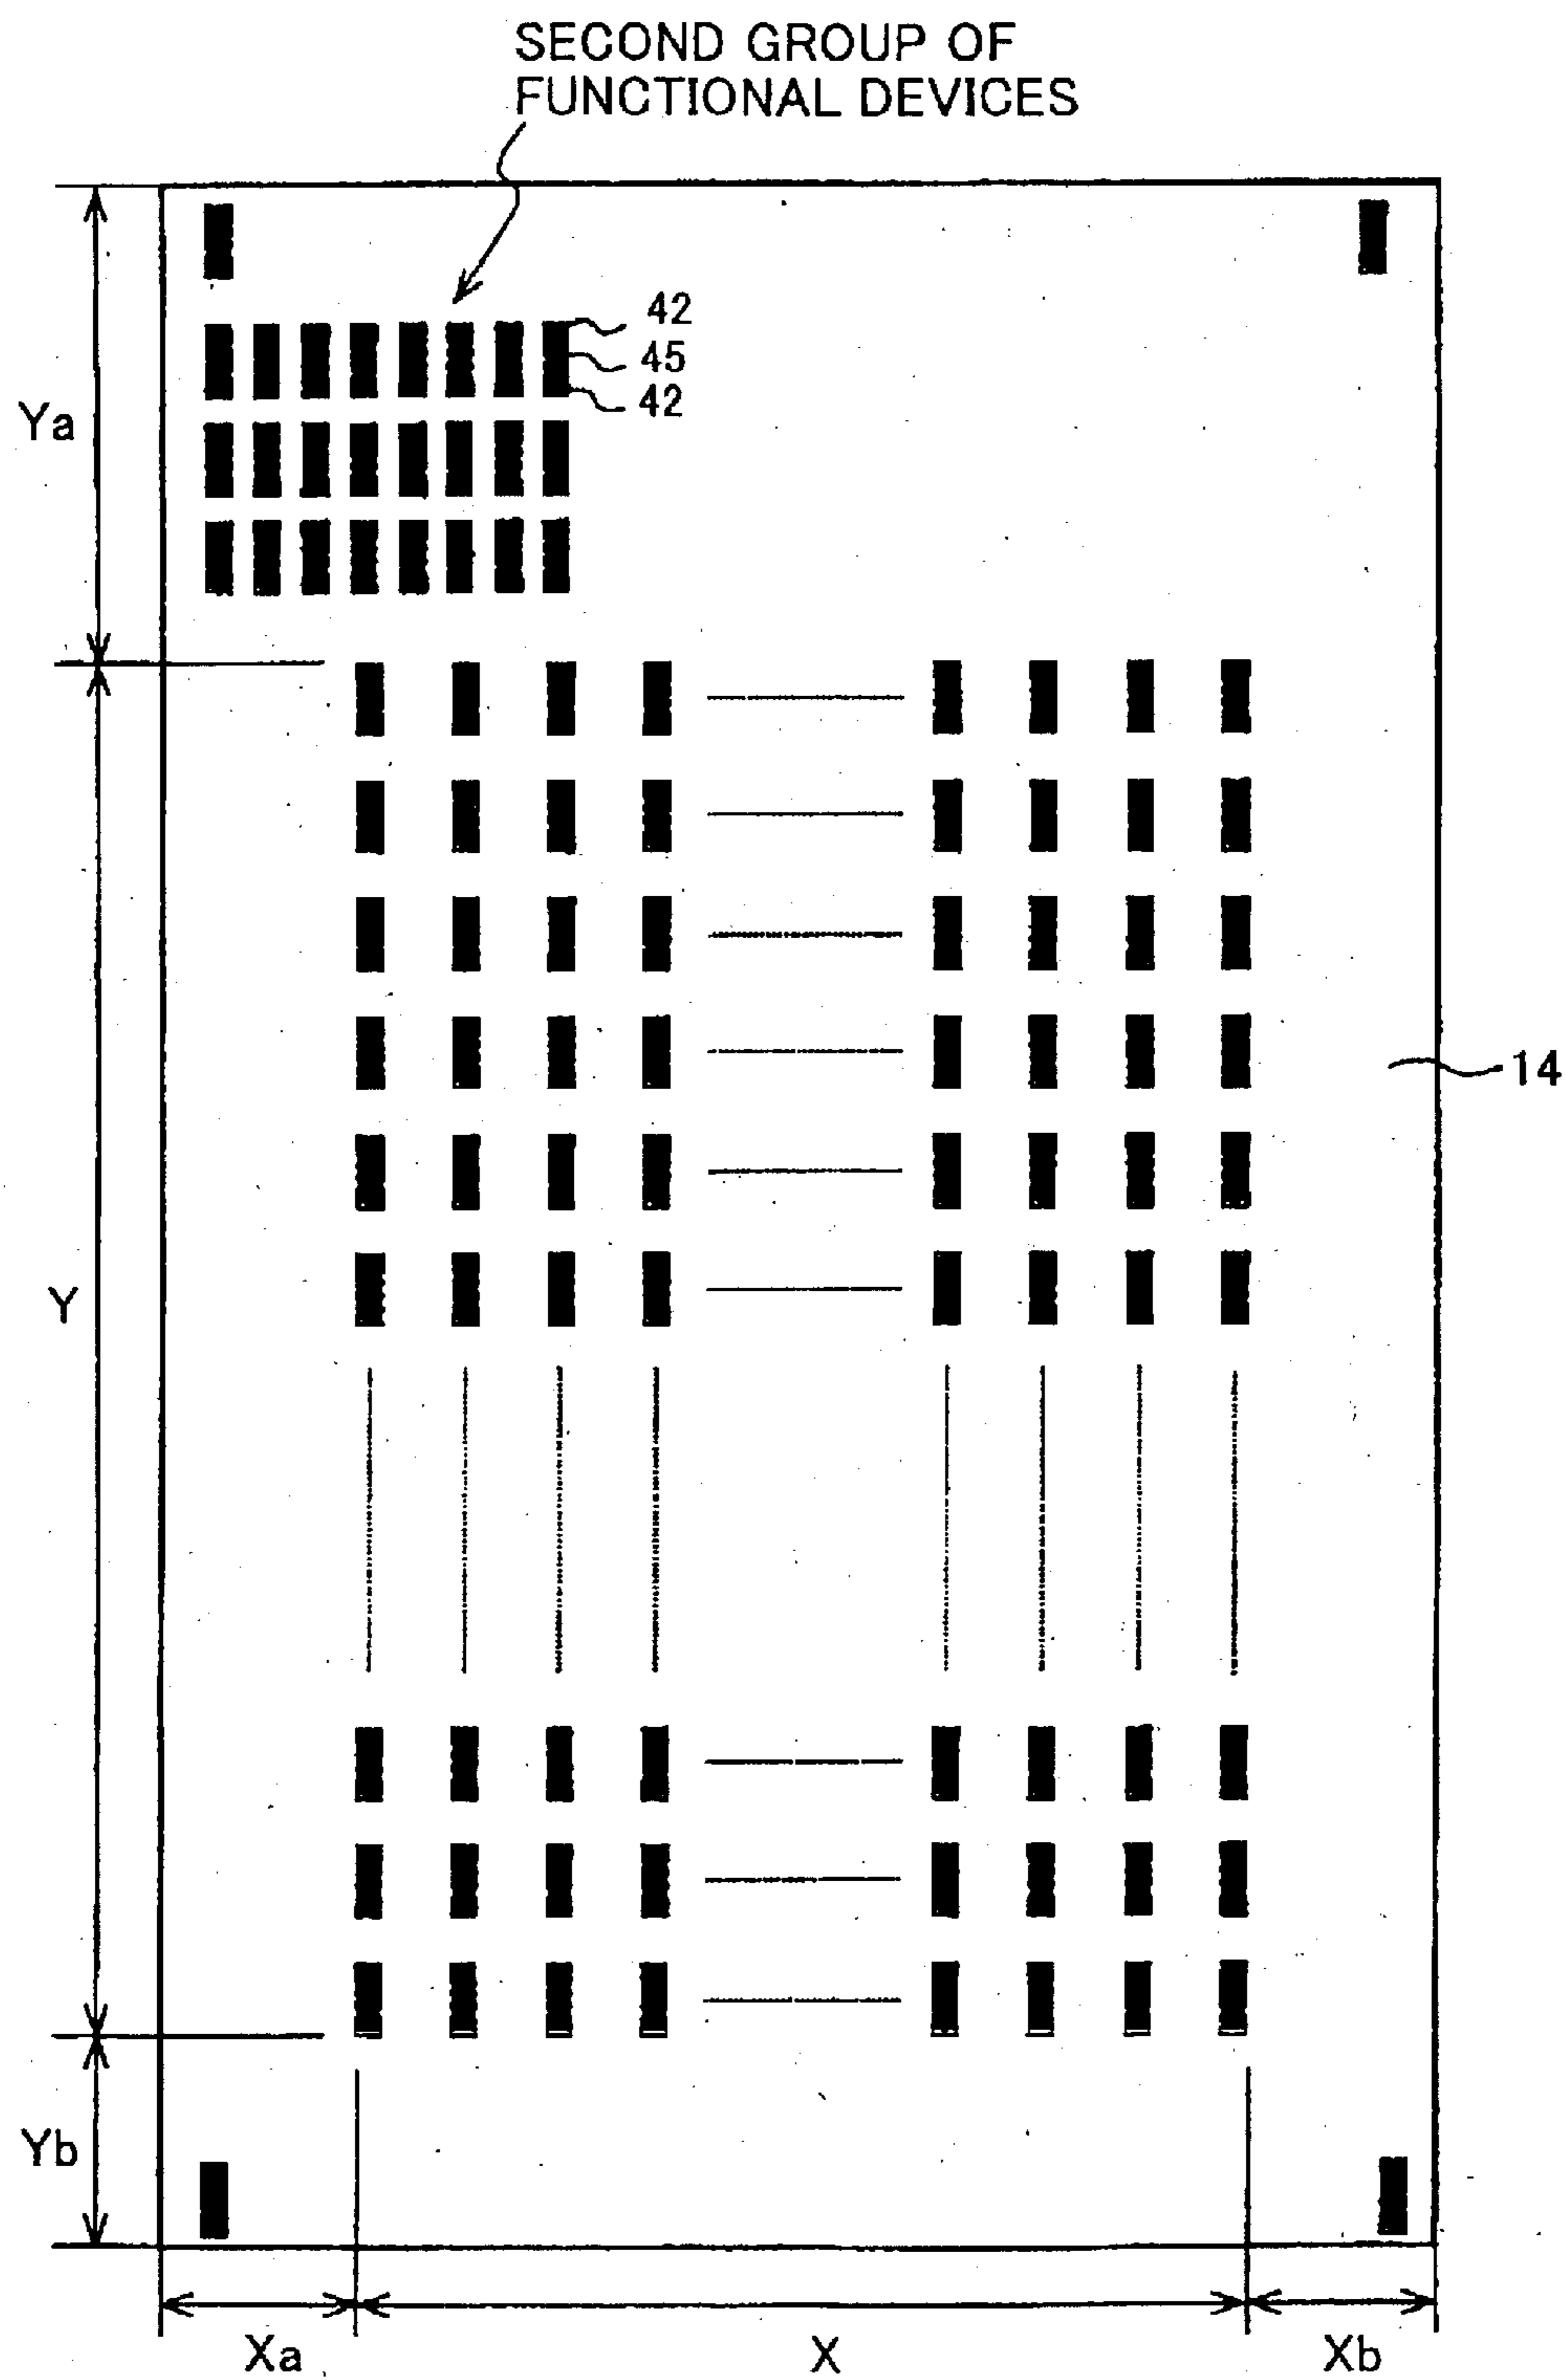 SECOND GROUP OF
FUNCTIONAL DEVICES
42
45
42
Ya
14
Y
Yb
Xa
X
Xb